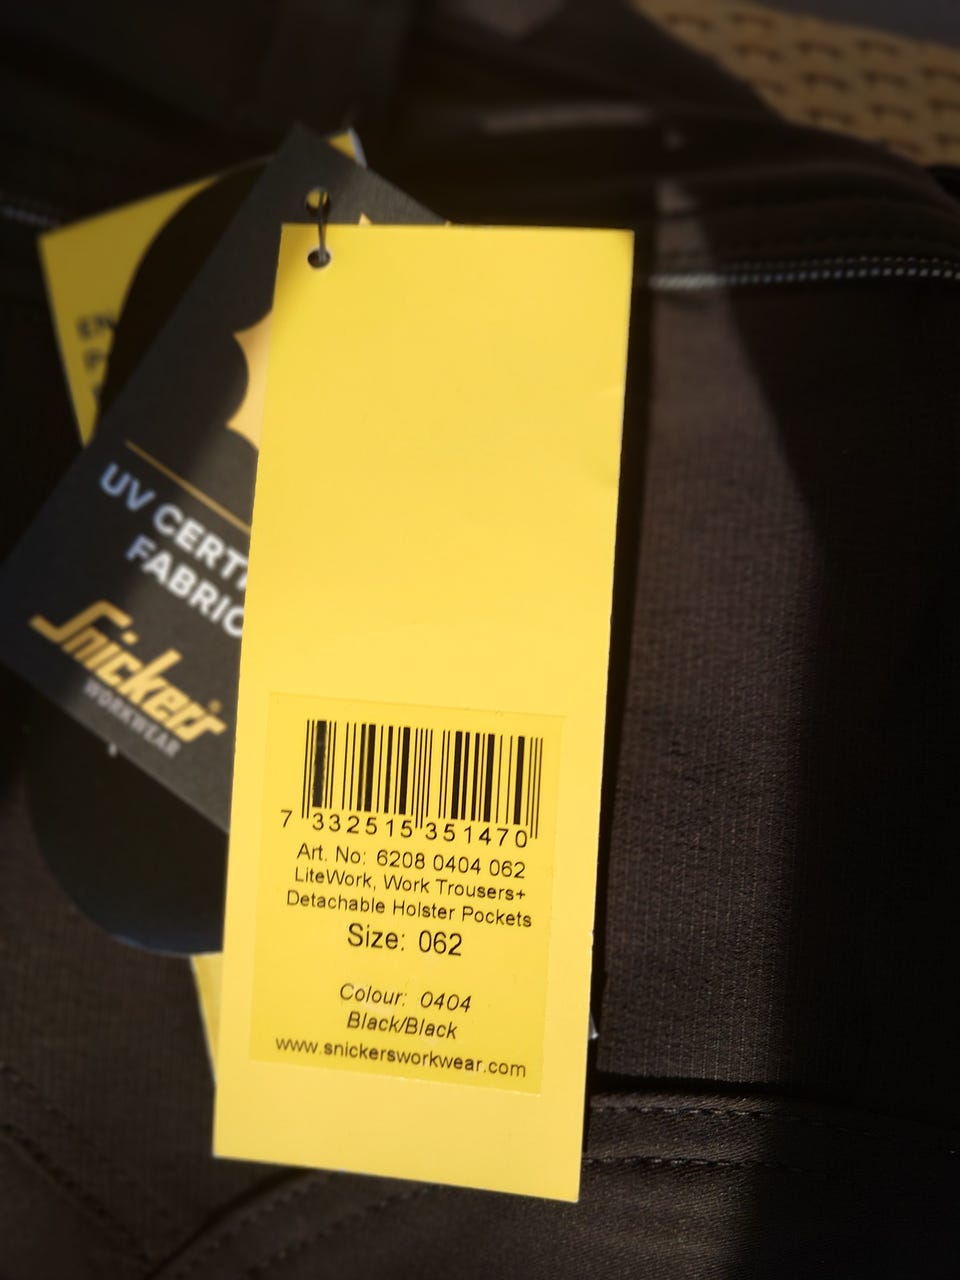 UV CERT
FABRIC
Snickers
WORKWEAR
7 332515 351470
Art. No: 6208 0404 062
LiteWork, Work Trousers+
Detachable Holster Pockets
Size: 062
Colour: 0404
Black/Black
www.snickersworkwear.com